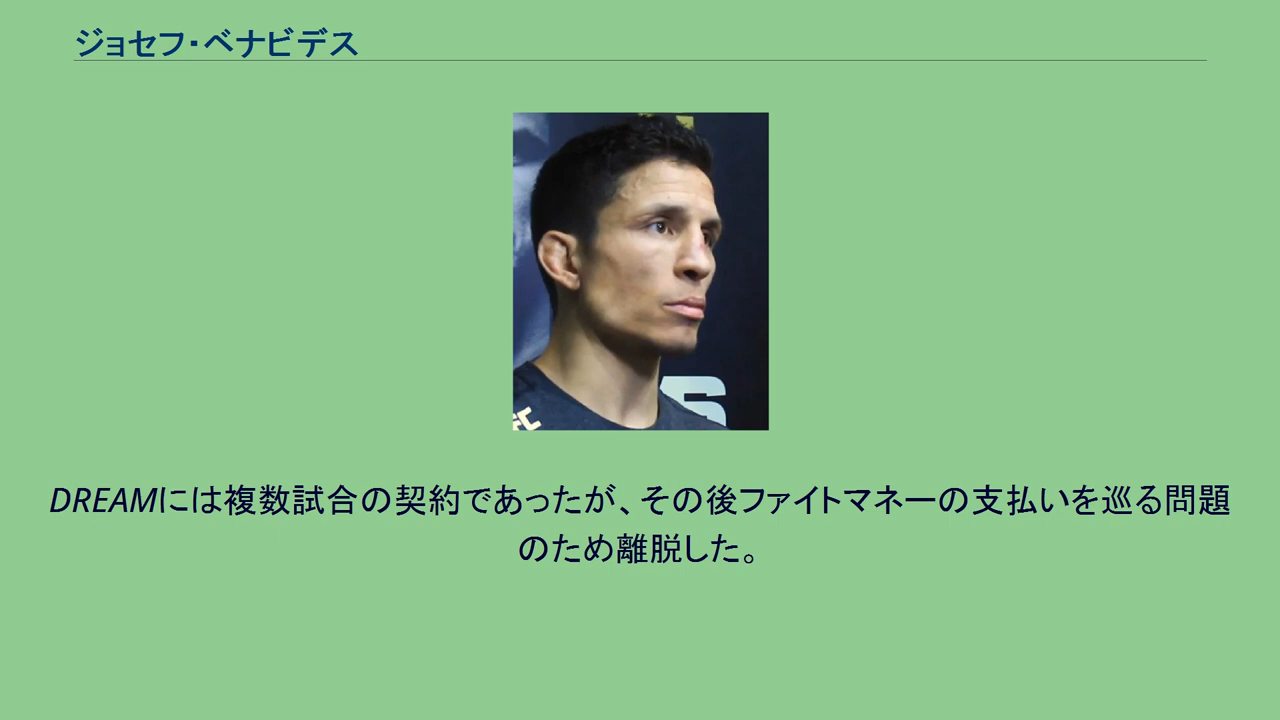 ジョセフ・ベナビデス
FC
DREAMには複数試合の契約であったが、その後ファイトマネーの支払いを巡る問題
のため離脱した。